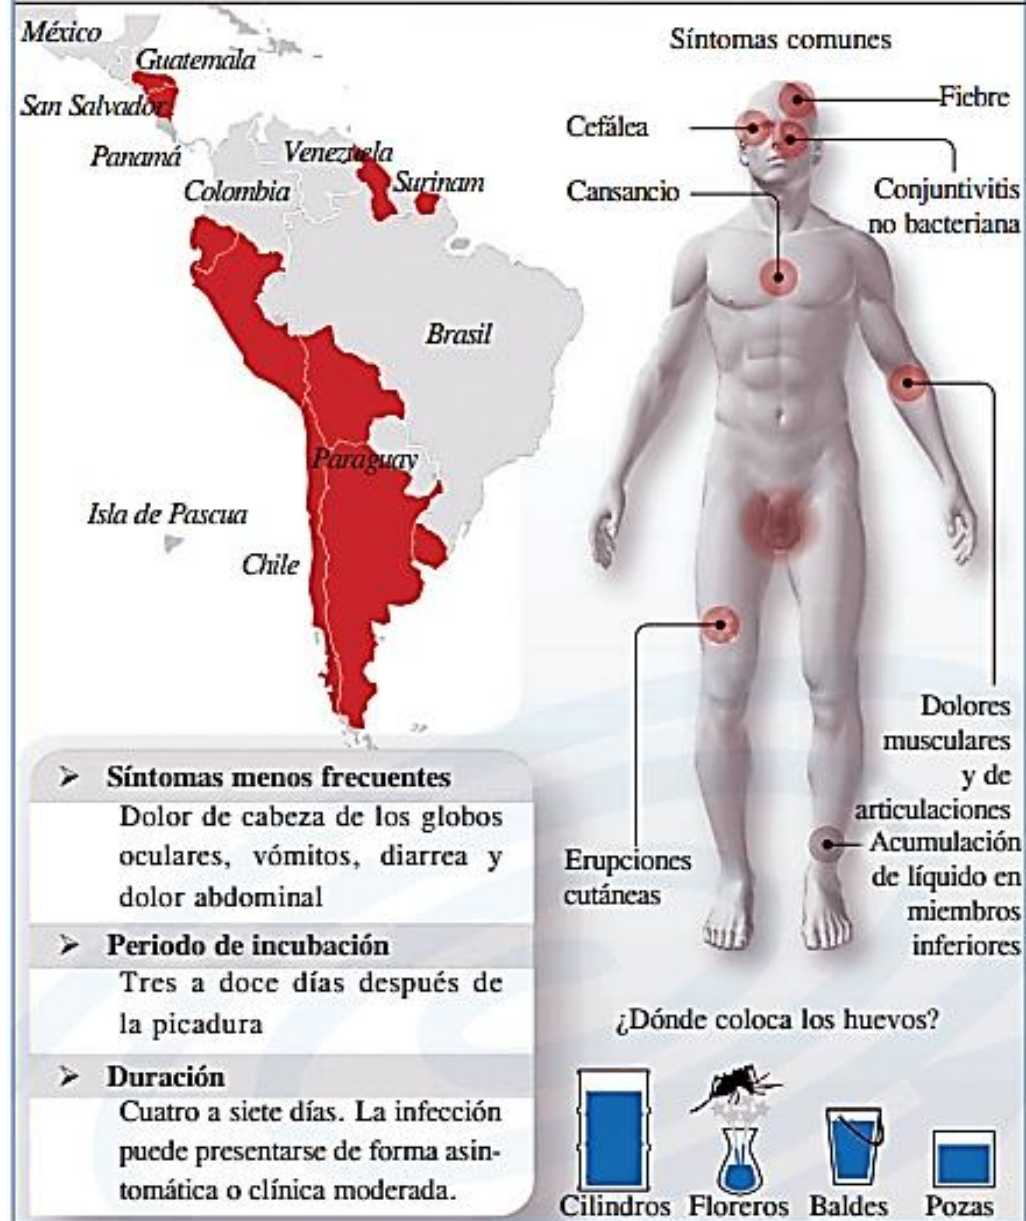 México
Guatemala
San Salvador
Panamá
Venezuela
Surinam
Colombia
Brasil
Paraguay
Isla de Pascua
Chile
Síntomas comunes
Fiebre
Cefálea
Cansancio
Conjuntivitis
no bacteriana
Dolores
musculares
y de
articulaciones
Erupciones
cutáneas
Acumulación
de líquido en
miembros
inferiores
➢ Síntomas menos frecuentes
Dolor de cabeza de los globos
oculares, vómitos, diarrea y
dolor abdominal
➢ Periodo de incubación
Tres a doce días después de
la picadura
➢ Duración
Cuatro a siete días. La infección
puede presentarse de forma asin-
tomática o clínica moderada.
¿Dónde coloca los huevos?
Cilindros Floreros Baldes Pozas